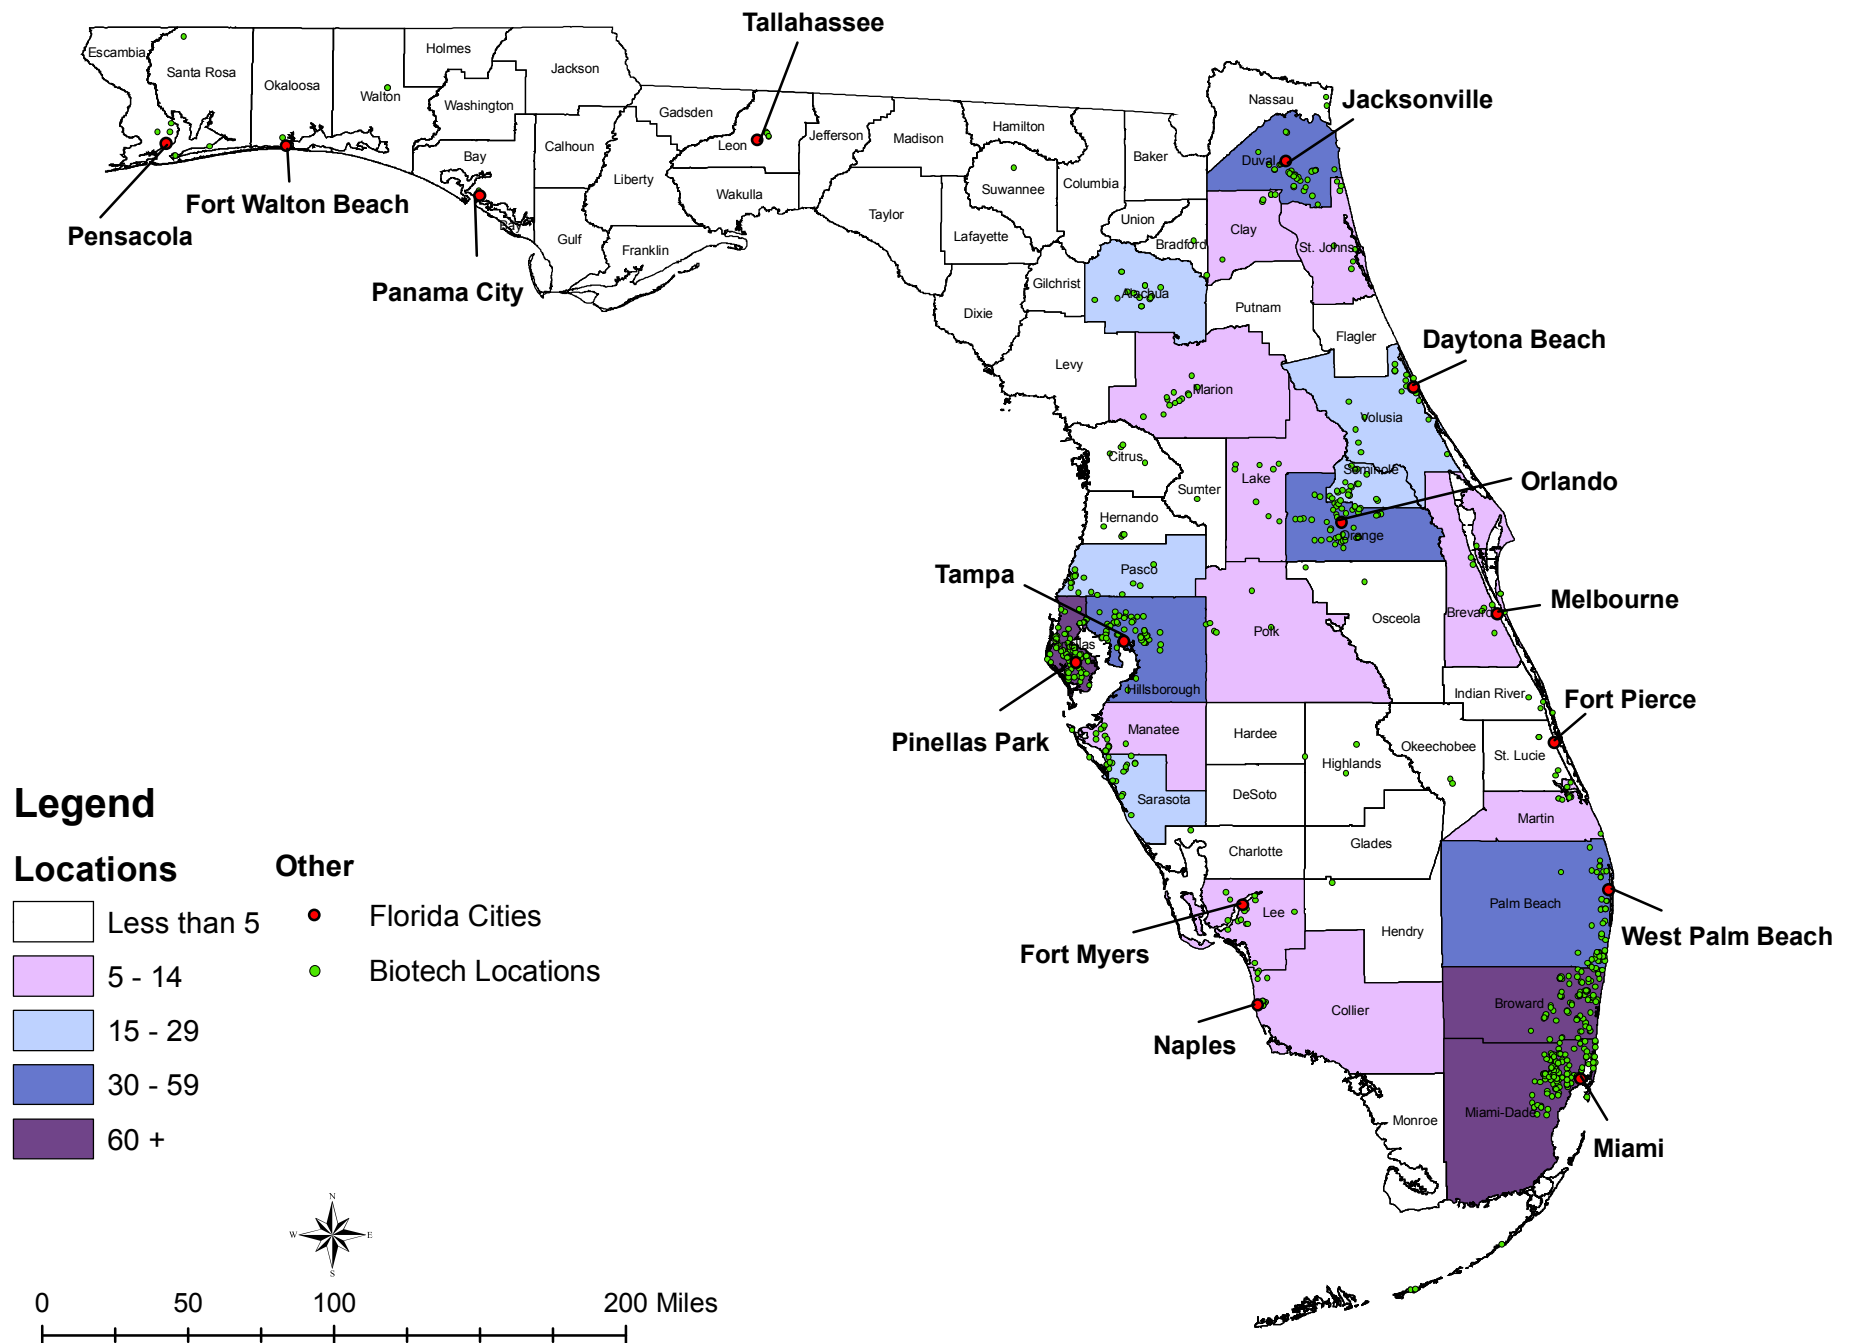 Tallahassee
Escambia
Santa Rosa
Okaloosa
Walton
Holmes
Jackson
Washington
Bay
Calhoun
Gadsden
Leon
Jefferson
Madison
Hamilton
Suwannee
Columbia
Baker
Nassau
Jacksonville
Duval
Liberty
Wakulla
Taylor
Lafayette
Union
Bradford
Clay
St. Johns
Bay
Gulf
Franklin
Fort Walton Beach
Pensacola
Panama City
Gilchrist
Alachua
Putnam
Dixie
Flagler
Daytona Beach
Levy
Marion
Volusia
Citrus
Seminole
Lake
Sumter
Orlando
Hernando
Orange
Pasco
Tampa
Melbourne
Brevard
Osceola
Polk
Pinellas
Hillsborough
Indian River
Fort Pierce
Pinellas Park
Manatee
Hardee
Highlands
Okeechobee
St. Lucie
Sarasota
DeSoto
Martin
Charlotte
Glades
Palm Beach
West Palm Beach
Lee
Hendry
Fort Myers
Broward
Collier
Naples
Miami-Dade
Monroe
Miami
Legend
Locations
Other
Less than 5
Florida Cities
5 - 14
Biotech Locations
15 - 29
30 - 59
60 +
N
W
E
S
0 50 100 200 Miles